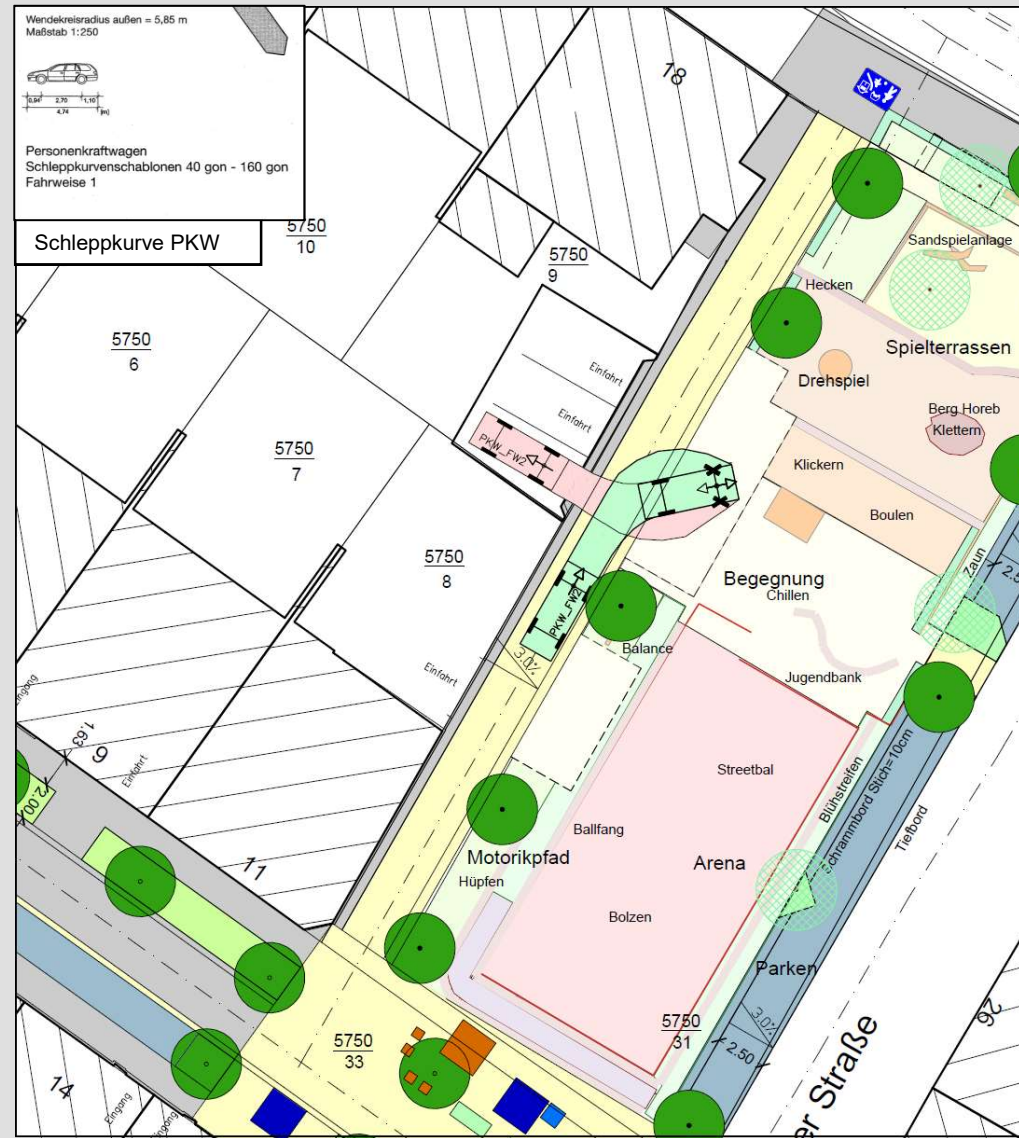 Wendekreisradius außen = 5,85 m
Maßstab 1:250
0,94 2,70 1,10
4,74 [m]
Personenkraftwagen
Schleppkurvenschablonen 40 gon - 160 gon
Fahrweise 1
Schleppkurve PKW
18
5750
10
5750
9
5750
6
5750
7
5750
8
Einfahrt
Einfahrt
PKW_FW2
PKW_FW2
Einfahrt
3.0%
Sandspielanlage
Hecken
Spielterrassen
Drehspiel
Berg Horeb
Klettern
Klickern
Boulen
Zaun
Begegnung
Chillen
Balance
Jugendbank
Streetbal
Blühstreifen
Schrammbord Stich=10cm
Tiefbord
Ballfang
Motorikpfad
Hüpfen
Arena
Bolzen
Parken
Eingang
1.63
9
Einfahrt
2.00
11
5750
33
5750
31
3.0%
2.50
26
er Straße
14
Eingang
Eingang